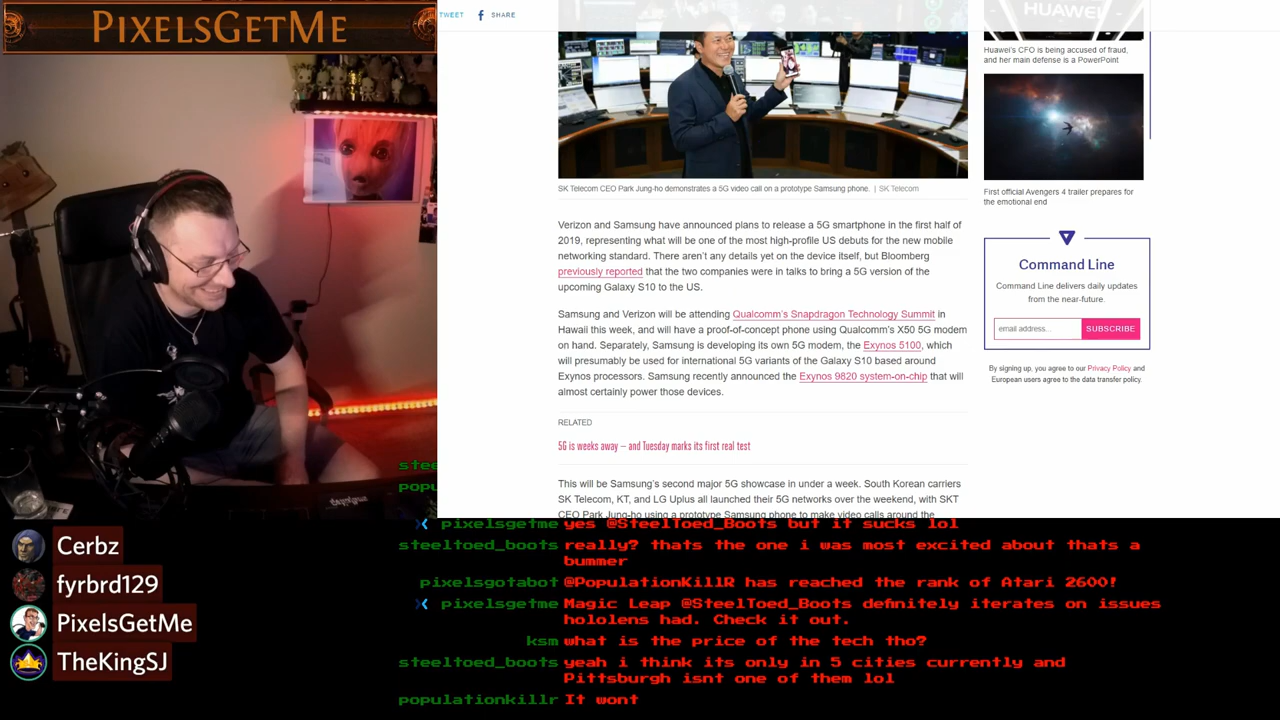 PIXELSGETME
TWEET
SHARE
HUAWEI
Huawei's CFO is being accused of fraud,
and her main defense is a PowerPoint
SK Telecom CEO Park Jung-ho demonstrates a 5G video call on a prototype Samsung phone. | SK Telecom
First official Avengers 4 trailer prepares for
the emotional end
Verizon and Samsung have announced plans to release a 5G smartphone in the first half of
2019, representing what will be one of the most high-profile US debuts for the new mobile
networking standard. There aren't any details yet on the device itself, but Bloomberg
previously reported that the two companies were in talks to bring a 5G version of the
upcoming Galaxy S10 to the US.
Command Line
Command Line delivers daily updates
from the near-future.
email address...
SUBSCRIBE
By signing up, you agree to our Privacy Policy and
European users agree to the data transfer policy.
Samsung and Verizon will be attending Qualcomm's Snapdragon Technology Summit in
Hawaii this week, and will have a proof-of-concept phone using Qualcomm's X50 5G modem
on hand. Separately, Samsung is developing its own 5G modem, the Exynos 5100, which
will presumably be used for international 5G variants of the Galaxy S10 based around
Exynos processors. Samsung recently announced the Exynos 9820 system-on-chip that will
almost certainly power those devices.
RELATED
5G is weeks away – and Tuesday marks its first real test
This will be Samsung's second major 5G showcase in under a week. South Korean carriers
SK Telecom, KT, and LG Uplus all launched their 5G networks over the weekend, with SKT
CEO Park Jung-ho using a prototype Samsung phone to make video calls around the
stee
popu
Cerbz
fyrbrd129
PixelsGetMe
TheKingSJ
pixelsgetme yes @SteelToed_Boots but it sucks lol
steeltoed_boots really? thats the one i was most excited about thats a
bummer
pixelsgotabot @PopulationKillR has reached the rank of Atari 2600!
pixelsgetme Magic Leap @SteelToed_Boots definitely iterates on issues
hololens had. Check it out.
ksm what is the price of the tech tho?
steeltoed_boots yeah i think its only in 5 cities currently and
Pittsburgh isnt one of them lol
populationkillr It wont